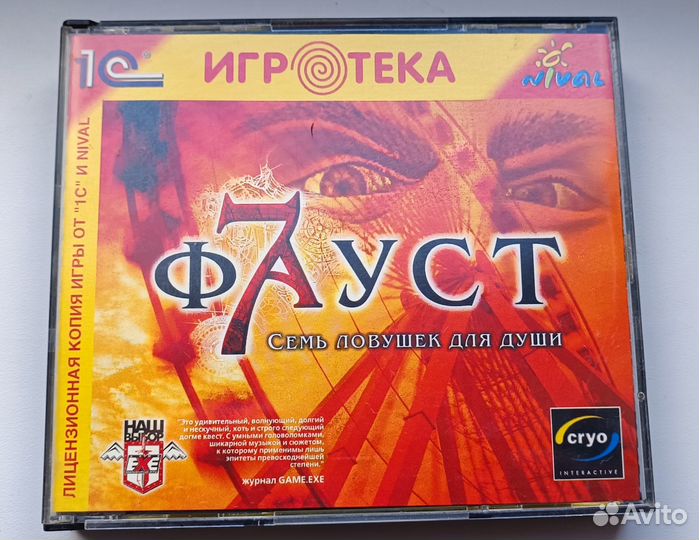 1С®
ИГРОТЕКА
NIVAL
ЛИЦЕНЗИОННАЯ КОПИЯ ИГРЫ ОТ "1С" И NIVAL
7
ФАУСТ
СЕМЬ ЛОВУШЕК ДЛЯ ДУШИ
НАШ
ВЫБОР
EXE
"Это удивительный, волнующий, долгий
и нескучный, хоть и строго следующий
догме квест. С умными головоломками,
шикарной музыкой и сюжетом,
к которому применимы лишь
эпитеты превосходнейшей
степени."
журнал GAME.EXE
cryo
INTERACTIVE
Avito